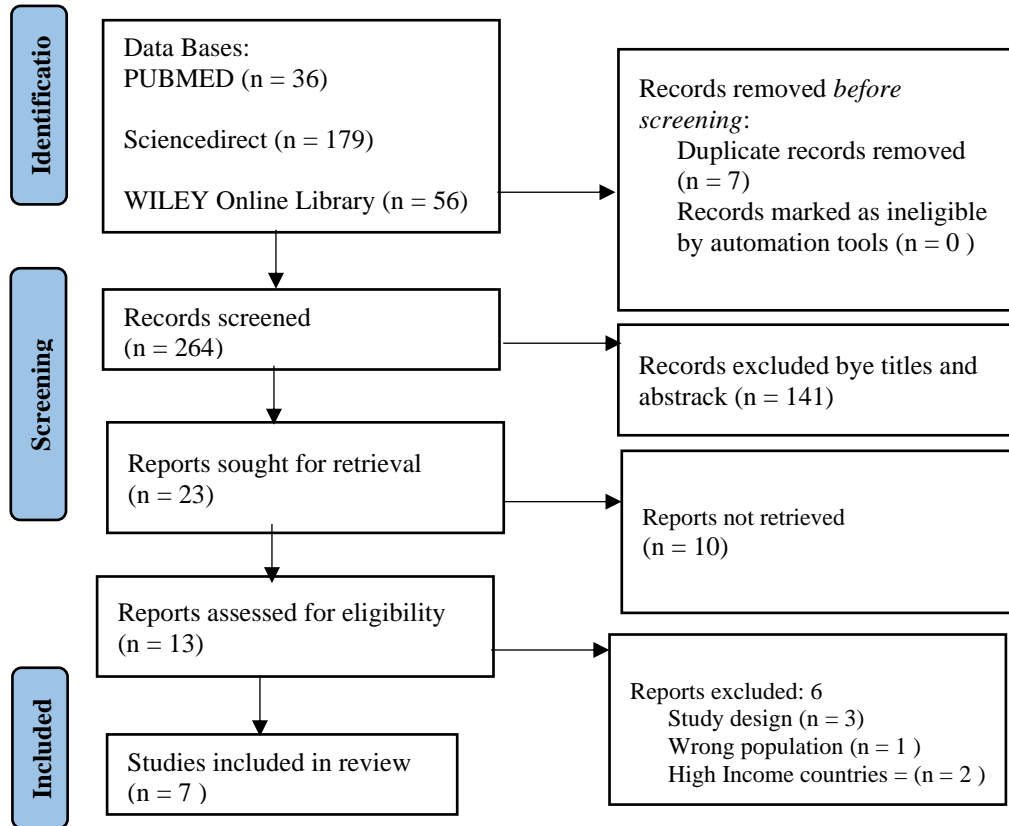 Identificatio
Data Bases:
PUBMED (n = 36)
Sciencedirect (n = 179)
WILEY Online Library (n = 56)
Records removed before
screening:
Duplicate records removed
(n = 7)
Records marked as ineligible
by automation tools (n = 0 )
Screening
Records screened
(n = 264)
Records excluded bye titles and
abstrack (n = 141)
Reports sought for retrieval
(n = 23)
Reports not retrieved
(n = 10)
Reports assessed for eligibility
(n = 13)
Reports excluded: 6
Study design (n = 3)
Wrong population (n = 1 )
High Income countries = (n = 2 )
Included
Studies included in review
(n = 7 )